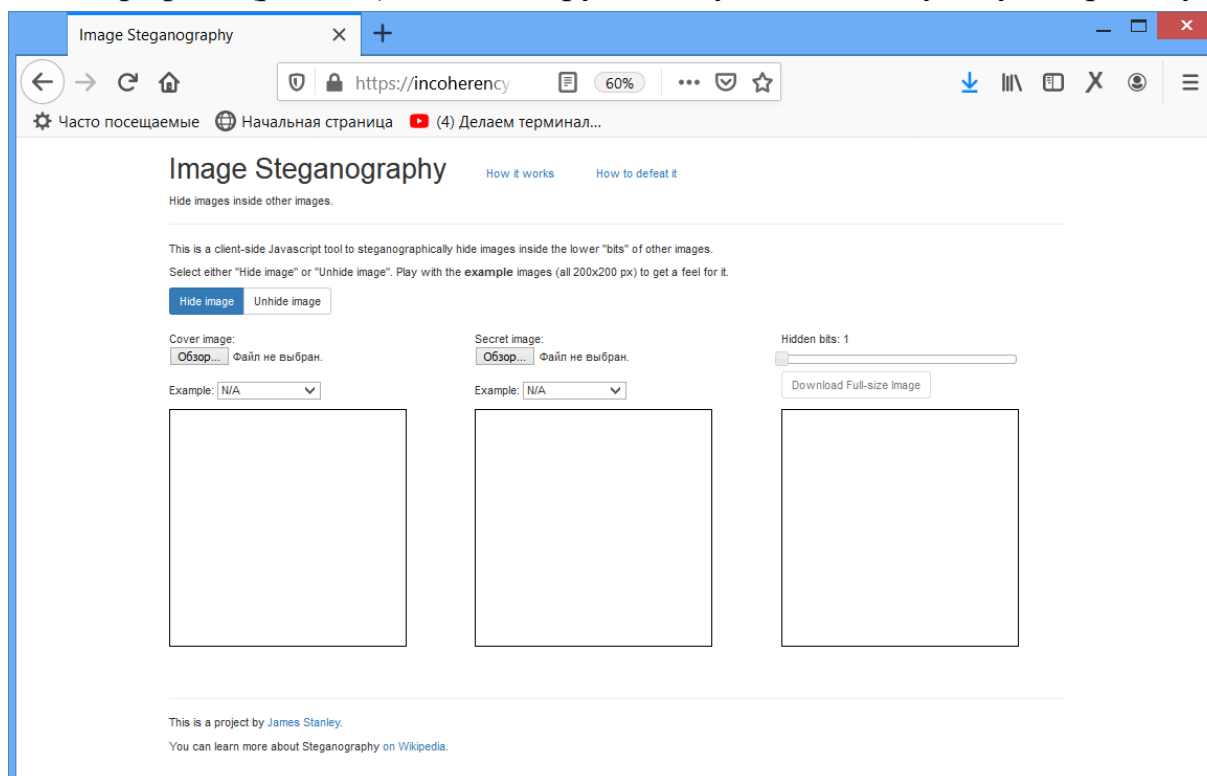 Image Steganography
https://incoherency 60%
Часто посещаемые Начальная страница (4) Делаем терминал...
Image Steganography How it works How to defeat it
Hide images inside other images.
This is a client-side Javascript tool to steganographically hide images inside the lower "bits" of other images.
Select either "Hide image" or "Unhide image". Play with the example images (all 200x200 px) to get a feel for it.
Hide image Unhide image
Cover image: Secret image: Hidden bits: 1
Обзор... Файл не выбран. Обзор... Файл не выбран.
Download Full-size Image
Example: N/A Example: N/A
This is a project by James Stanley.
You can learn more about Steganography on Wikipedia.